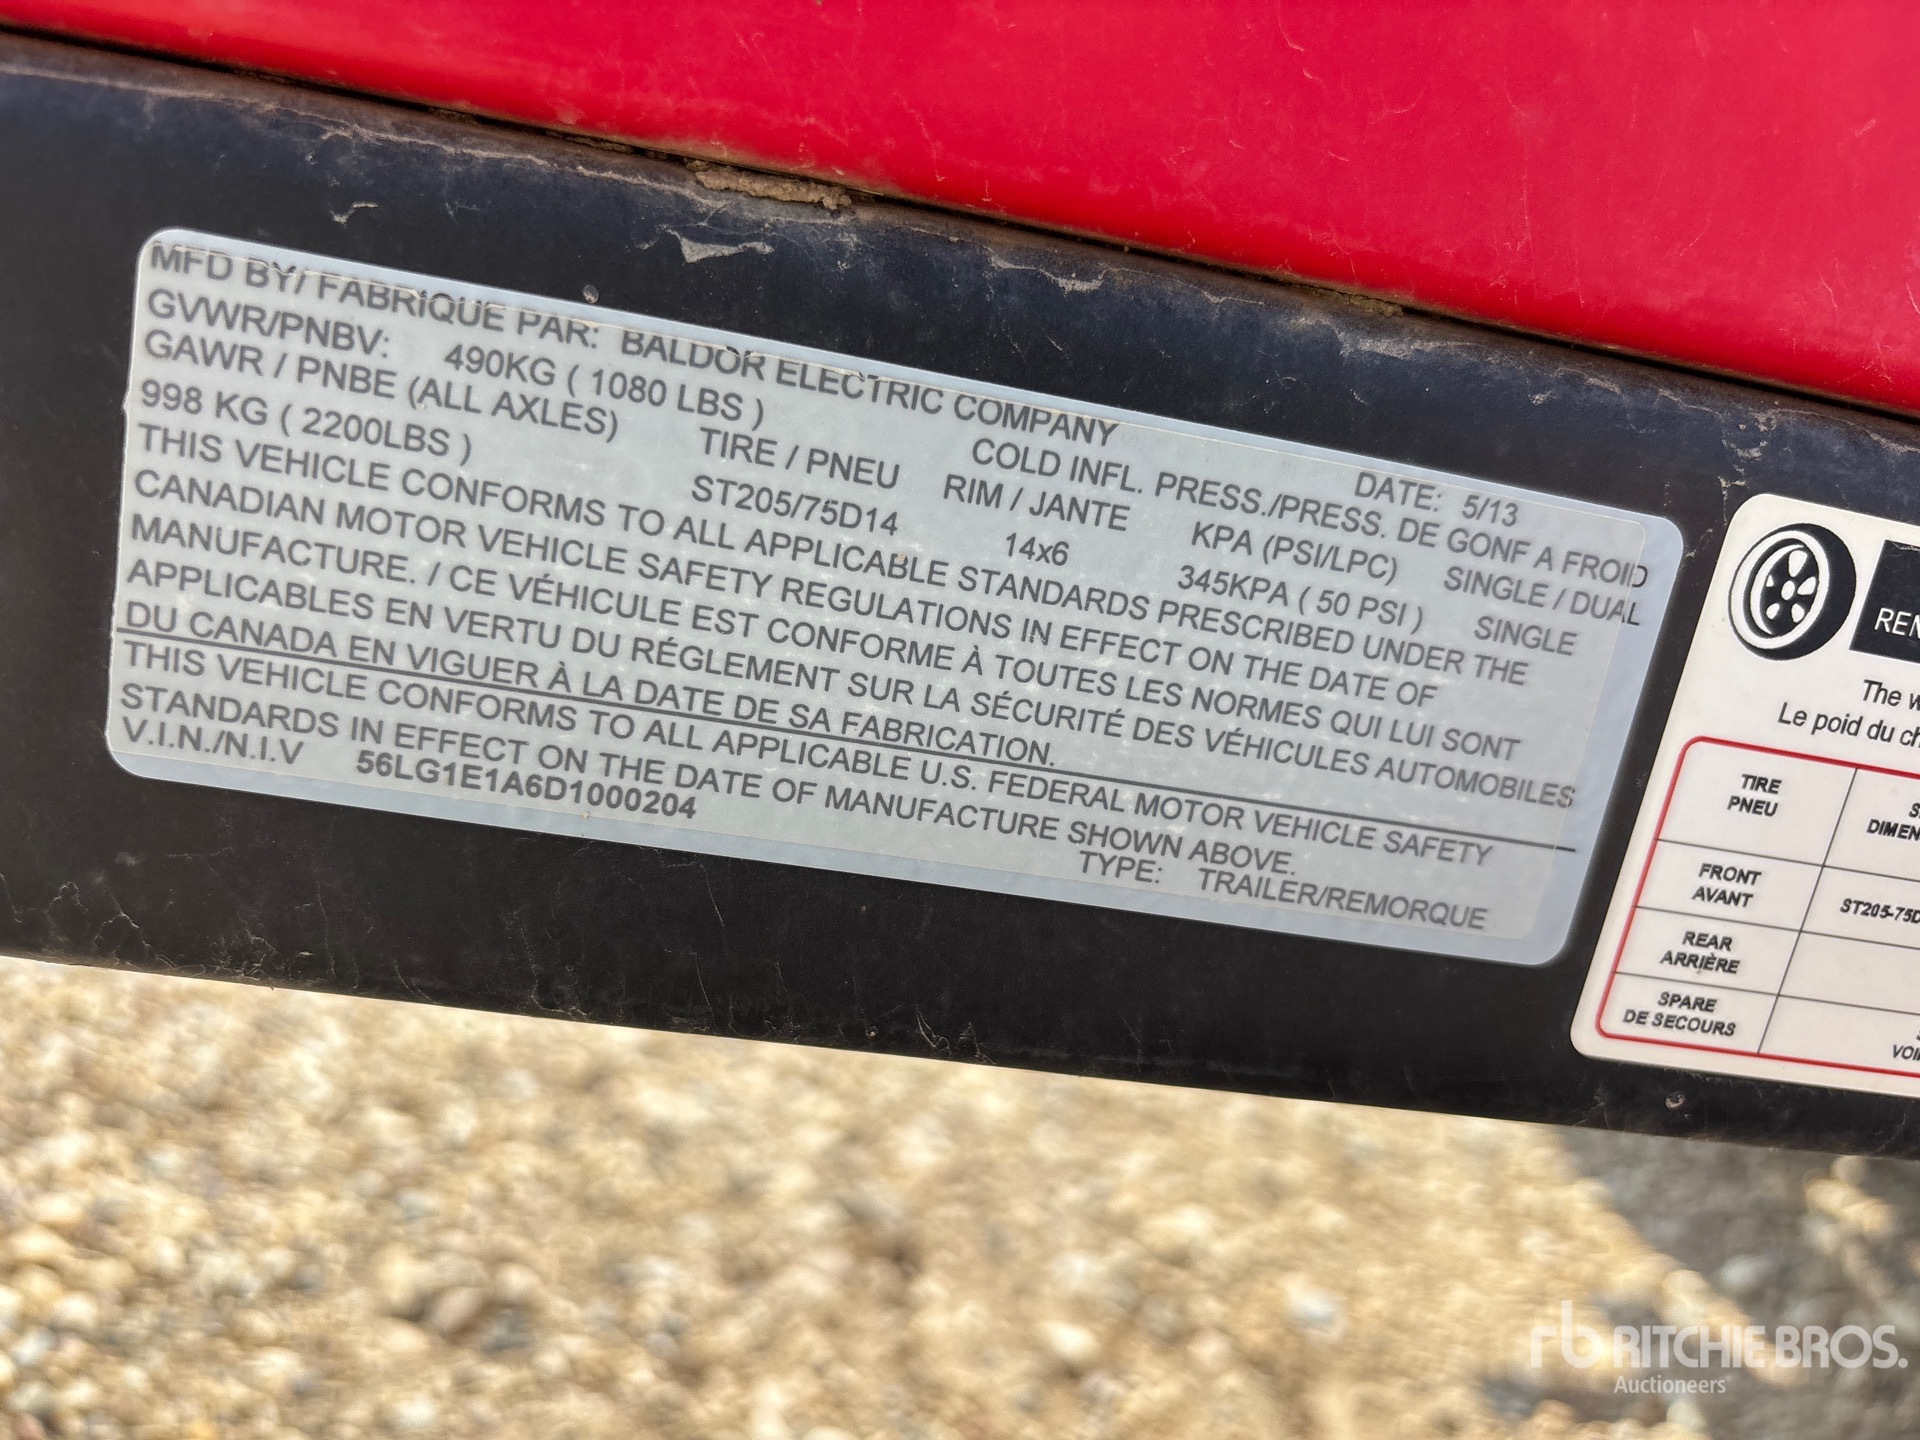 MFD BY/ FABRIQUE PAR: BALDOR ELECTRIC COMPANY DATE: 5/13
GVWR/PNBV: 490KG ( 1080 LBS ) COLD INFL. PRESS./PRESS. DE GONF A FROID
GAWR / PNBE (ALL AXLES) TIRE / PNEU RIM / JANTE KPA (PSI/LPC) SINGLE / DUAL
998 KG ( 2200LBS ) ST205/75D14 14x6 345KPA ( 50 PSI ) SINGLE
THIS VEHICLE CONFORMS TO ALL APPLICABLE STANDARDS PRESCRIBED UNDER THE
CANADIAN MOTOR VEHICLE SAFETY REGULATIONS IN EFFECT ON THE DATE OF
MANUFACTURE. / CE VÉHICULE EST CONFORME À TOUTES LES NORMES QUI LUI SONT
APPLICABLES EN VERTU DU RÉGLEMENT SUR LA SÉCURITÉ DES VÉHICULES AUTOMOBILES
DU CANADA EN VIGUER À LA DATE DE SA FABRICATION.
THIS VEHICLE CONFORMS TO ALL APPLICABLE U.S. FEDERAL MOTOR VEHICLE SAFETY
STANDARDS IN EFFECT ON THE DATE OF MANUFACTURE SHOWN ABOVE.
V.I.N./N.I.V 56LG1E1A6D1000204 TYPE: TRAILER/REMORQUE
The
Le poid du
TIRE
PNEU
FRONT
AVANT
ST205-75D
REAR
ARRIÈRE
SPARE
DE SECOURS
rb RITCHIE BROS.
Auctioneers